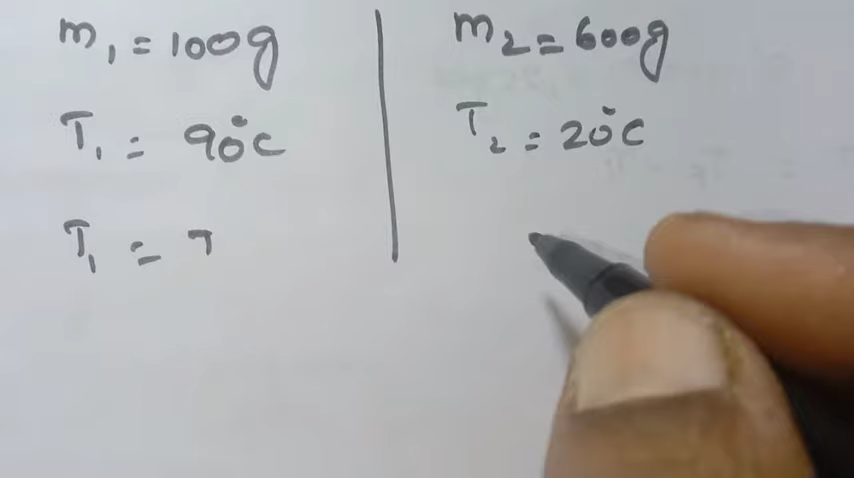 m₁ = 100g
T₁ = 90°C
T₁ = T
m₂ = 600g
T₂ = 20°C